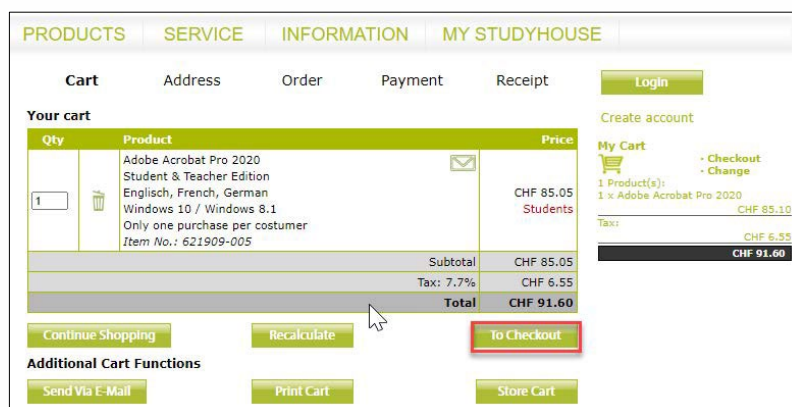 PRODUCTS SERVICE INFORMATION MY STUDYHOUSE
Cart Address Order Payment Receipt
Login
Your cart
Create account
Qty Product Price
Adobe Acrobat Pro 2020
Student & Teacher Edition
Englisch, French, German
Windows 10 / Windows 8.1
Only one purchase per costumer
Item No.: 621909-005
1
CHF 85.05
Students
Subtotal CHF 85.05
Tax: 7.7% CHF 6.55
Total CHF 91.60
My Cart
· Checkout
· Change
1 Product(s):
1 x Adobe Acrobat Pro 2020
CHF 85.10
Tax:
CHF 6.55
CHF 91.60
Continue Shopping Recalculate To Checkout
Additional Cart Functions
Send Via E-Mail Print Cart Store Cart